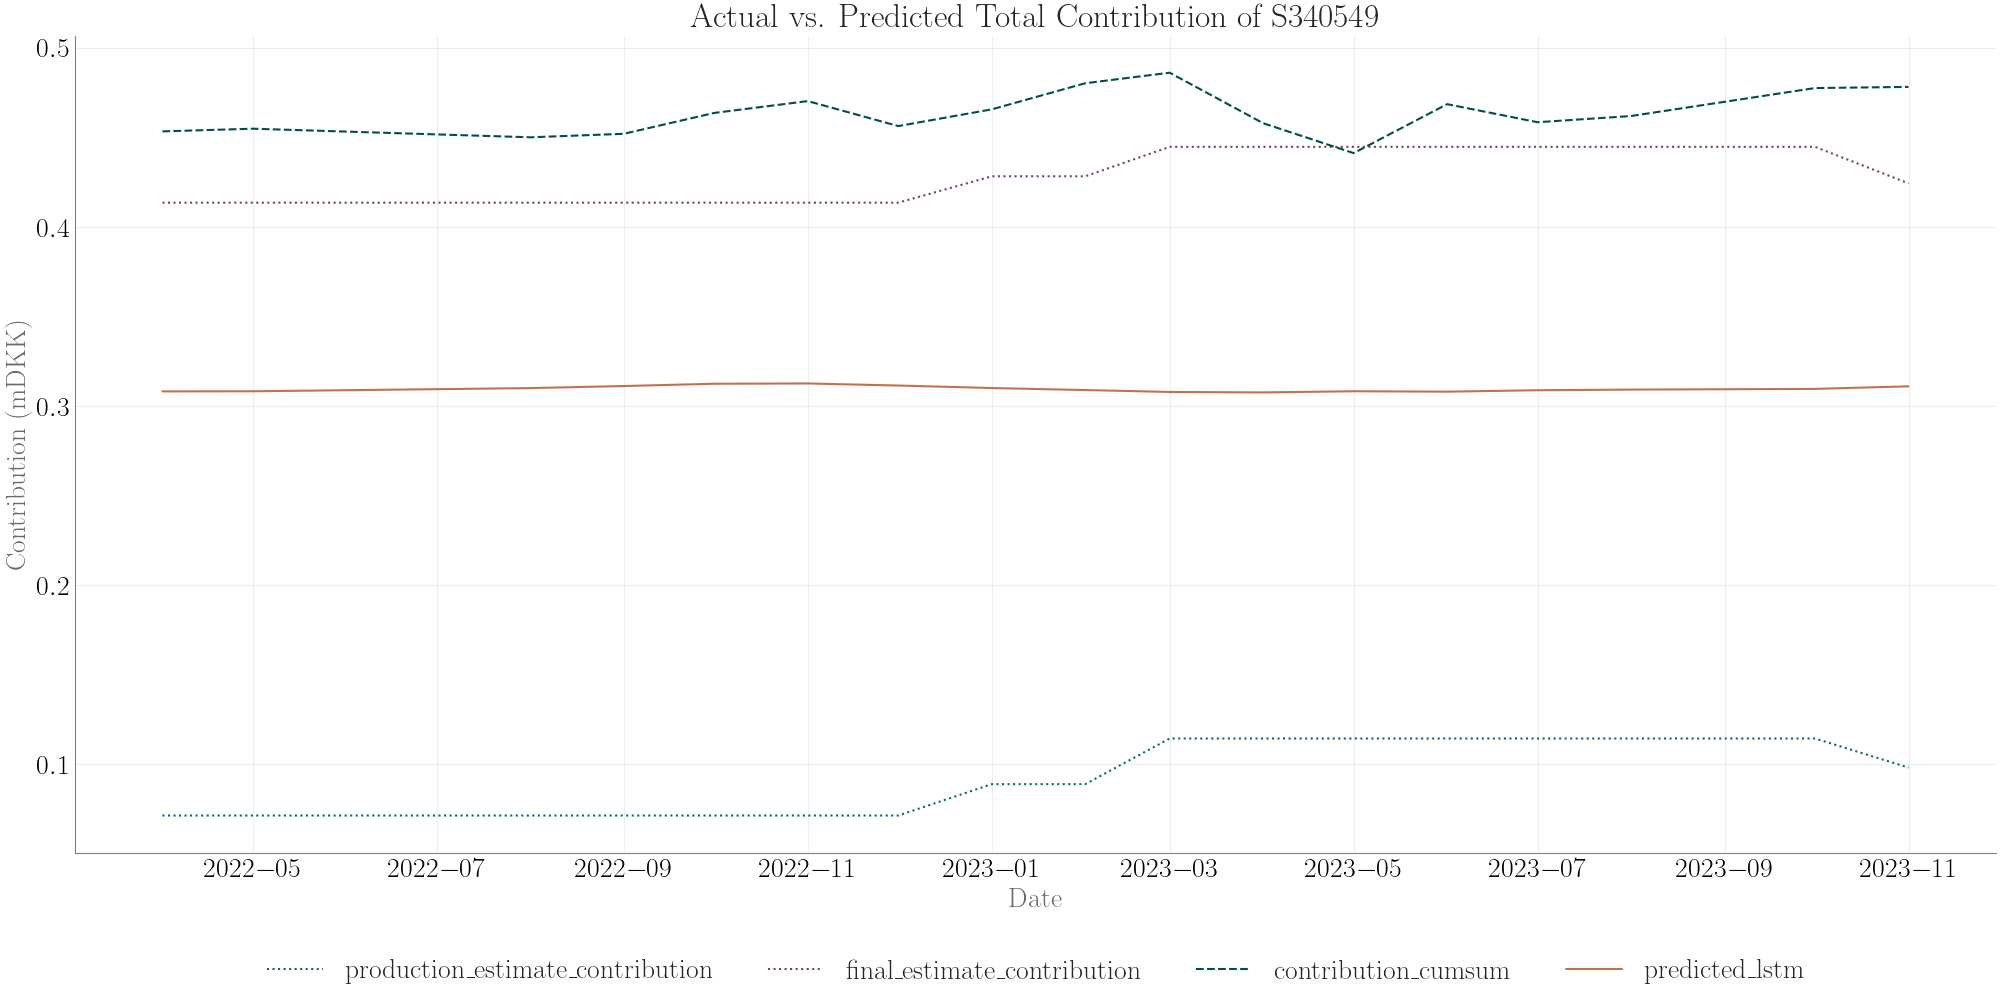 Actual vs. Predicted Total Contribution of S340549
0.5
0.4
0.3
0.2
0.1
Contribution (mDKK)
2022−05 2022−07 2022−09 2022−11 2023−01 2023−03 2023−05 2023−07 2023−09 2023−11
Date
production_estimate_contribution final_estimate_contribution contribution_cumsum predicted_lstm